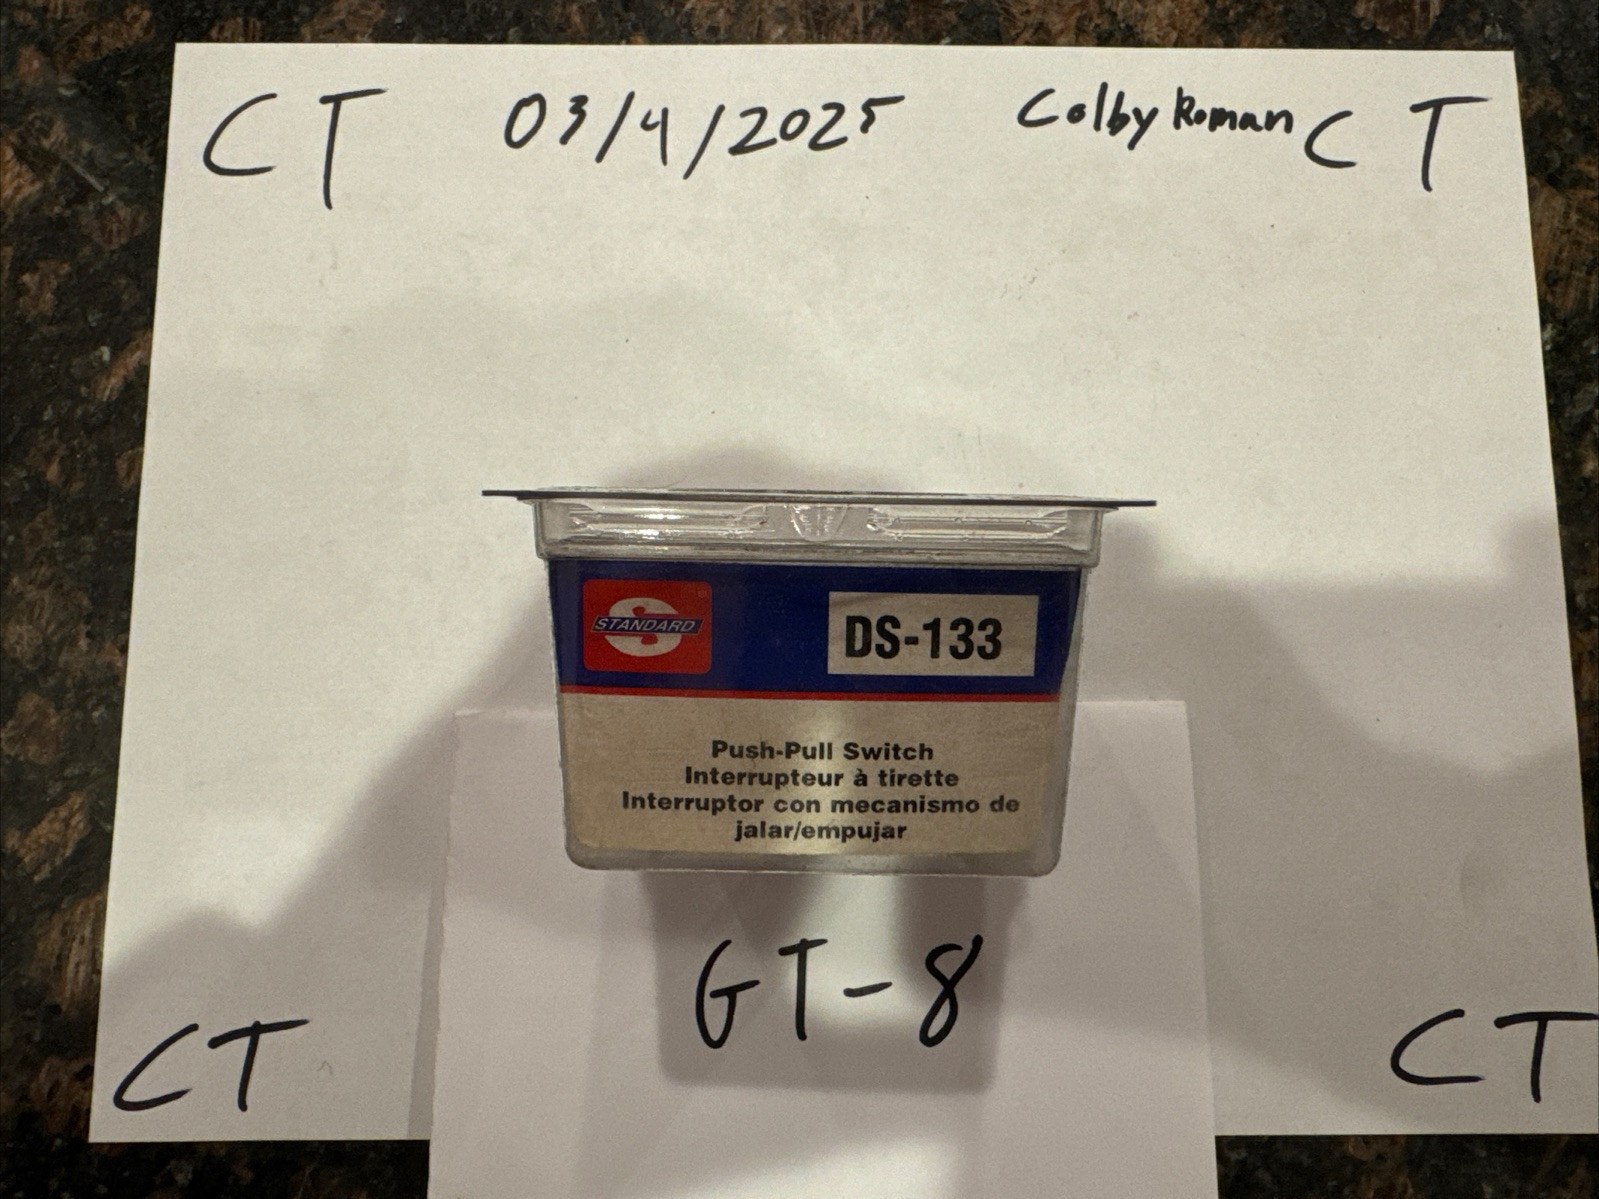 CT 03/4/2025 Colby Roman CT
STANDARD
DS-133
Push-Pull Switch
Interrupteur à tirette
Interruptor con mecanismo de
jalar/empujar
GT-8
CT CT